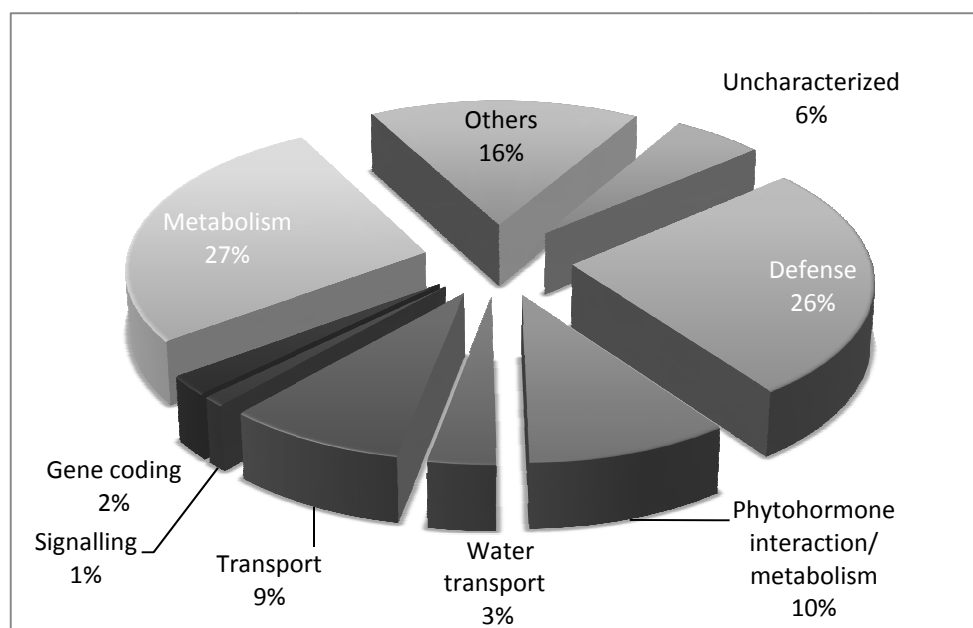 Uncharacterized
6%
Others
16%
Metabolism
27%
Defense
26%
Gene coding
2%
Signalling
1%
Transport
9%
Water
transport
3%
Phytohormone
interaction/
metabolism
10%